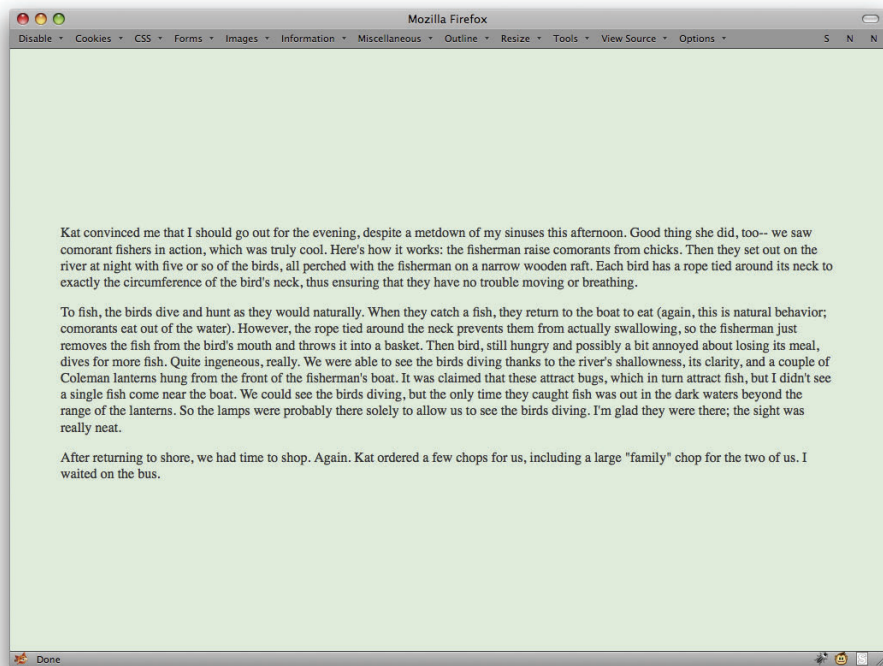 Mozilla Firefox
Disable Cookies CSS Forms Images Information Miscellaneous Outline Resize Tools View Source Options S N N
Kat convinced me that I should go out for the evening, despite a metdown of my sinuses this afternoon. Good thing she did, too-- we saw
comorant fishers in action, which was truly cool. Here's how it works: the fisherman raise comorants from chicks. Then they set out on the
river at night with five or so of the birds, all perched with the fisherman on a narrow wooden raft. Each bird has a rope tied around its neck to
exactly the circumference of the bird's neck, thus ensuring that they have no trouble moving or breathing.
To fish, the birds dive and hunt as they would naturally. When they catch a fish, they return to the boat to eat (again, this is natural behavior;
comorants eat out of the water). However, the rope tied around the neck prevents them from actually swallowing, so the fisherman just
removes the fish from the bird's mouth and throws it into a basket. Then bird, still hungry and possibly a bit annoyed about losing its meal,
dives for more fish. Quite ingeneous, really. We were able to see the birds diving thanks to the river's shallowness, its clarity, and a couple of
Coleman lanterns hung from the front of the fisherman's boat. It was claimed that these attract bugs, which in turn attract fish, but I didn't see
a single fish come near the boat. We could see the birds diving, but the only time they caught fish was out in the dark waters beyond the
range of the lanterns. So the lamps were probably there solely to allow us to see the birds diving. I'm glad they were there; the sight was
really neat.
After returning to shore, we had time to shop. Again. Kat ordered a few chops for us, including a large "family" chop for the two of us. I
waited on the bus.
Done